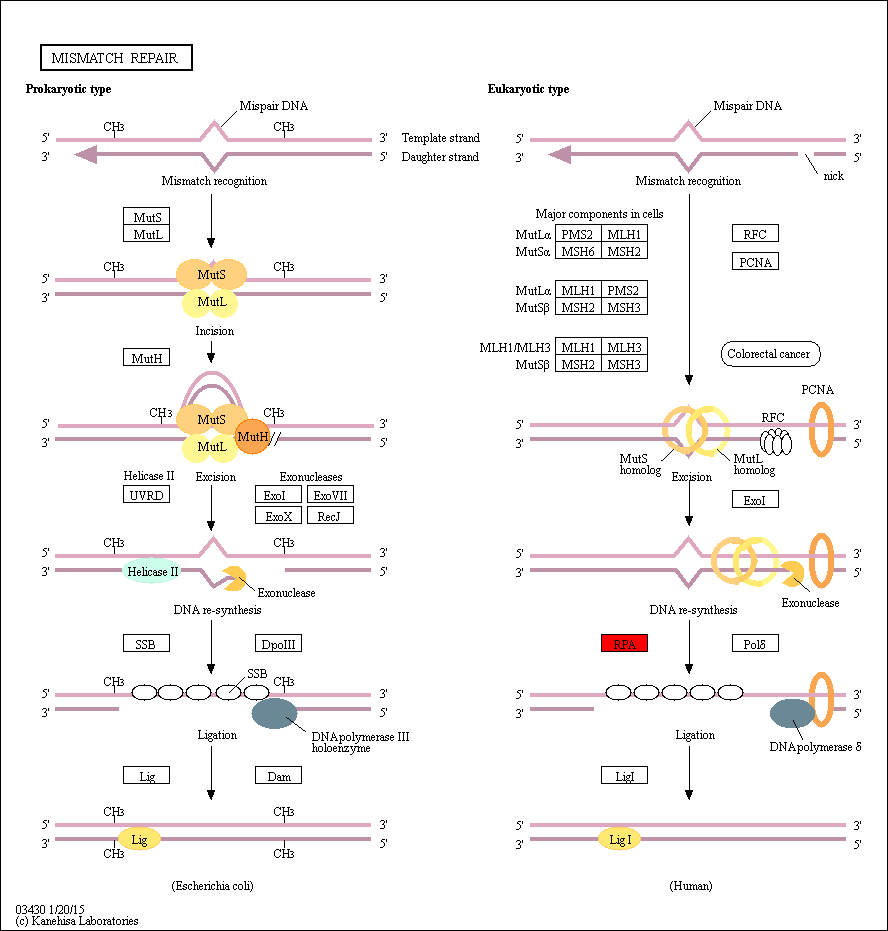 MISMATCH REPAIR
Prokaryotic type
Mispair DNA
CH3
CH3
5'
3'
3'
5'
Template strand
Daughter strand
Mismatch recognition
MutS
MutL
CH3
CH3
5'
3'
3'
5'
MutS
MutL
Incision
MutH
CH3
CH3
5'
3'
3'
5'
MutS
MutL
MutH
Helicase II
Excision
Exonucleases
UVRD
ExoI
ExoVII
ExoX
RecJ
CH3
CH3
5'
3'
3'
5'
Helicase II
Exonuclease
DNA re-synthesis
SSB
DpoIII
SSB
CH3
CH3
5'
3'
3'
5'
DNA polymerase III
holoenzyme
Ligation
Lig
Dam
CH3
CH3
5'
3'
3'
5'
Lig
CH3
CH3
(Escherichia coli)
Eukaryotic type
Mispair DNA
5'
3'
3'
5'
nick
Mismatch recognition
Major components in cells
MutLα PMS2 MLH1
MutSα MSH6 MSH2
RFC
PCNA
MutLα MLH1 PMS2
MutSβ MSH2 MSH3
MLH1/MLH3 MLH1 MLH3
MutSβ MSH2 MSH3
Colorectal cancer
PCNA
RFC
5'
3'
3'
5'
MutS
homolog
MutL
homolog
Excision
ExoI
5'
3'
3'
5'
Exonuclease
DNA re-synthesis
RPA
Polδ
5'
3'
3'
5'
DNA polymerase δ
Ligation
LigI
5'
3'
3'
5'
Lig I
(Human)
03430 1/20/15
(c) Kanehisa Laboratories